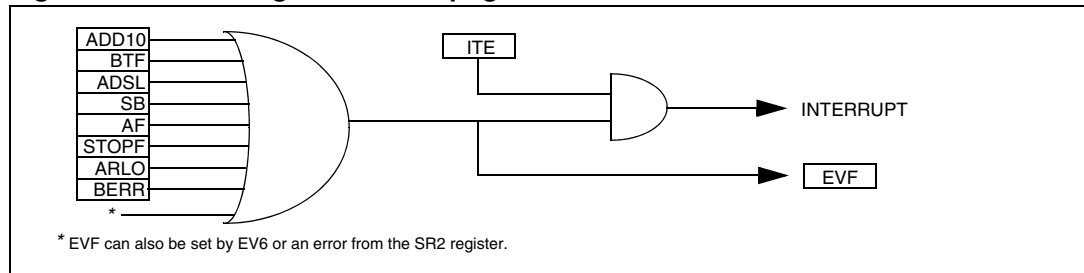 ADD10
BTF
ADSL
SB
AF
STOPF
ARLO
BERR
*
ITE
INTERRUPT
EVF
* EVF can also be set by EV6 or an error from the SR2 register.